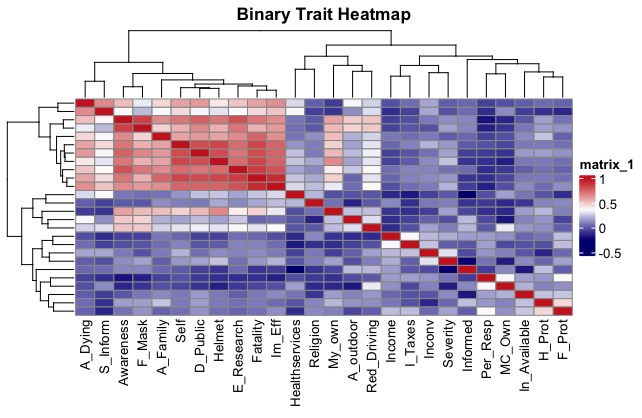 Binary Trait Heatmap
matrix_1
1
0.5
0
-0.5
A_Dying
S_Inform
Awareness
F_Mask
A_Family
Self
D_Public
Helmet
E_Research
Fatality
In_Eff
Healthservices
Religion
My_own
A_outdoor
Red_Driving
Income
I_Taxes
Inconv
Severity
Informed
Per_Resp
MC_Own
In_Available
H_Prot
F_Prot